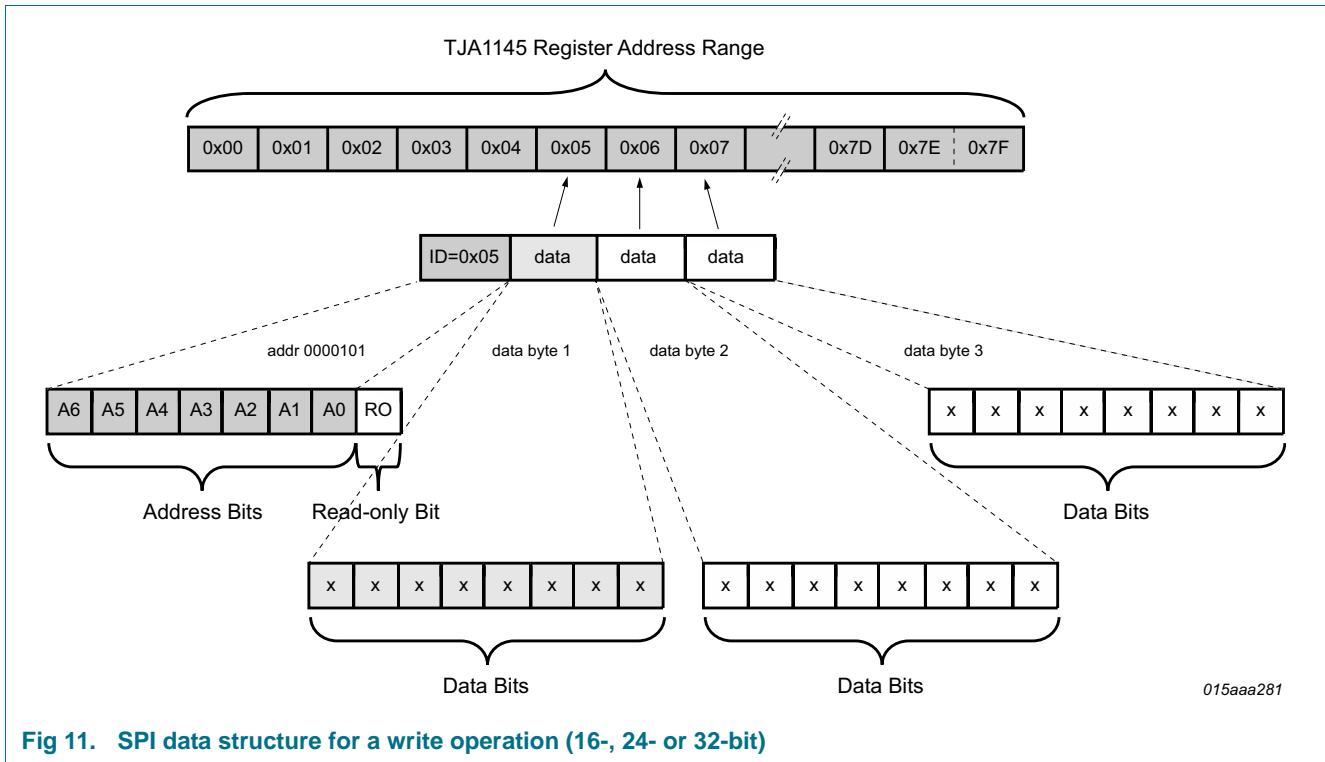 TJA1145 Register Address Range
0x00 0x01 0x02 0x03 0x04 0x05 0x06 0x07 0x7D 0x7E 0x7F
ID=0x05 data data data
addr 0000101 data byte 1 data byte 2 data byte 3
A6 A5 A4 A3 A2 A1 A0 RO
x x x x x x x x
Address Bits Read-only Bit Data Bits
x x x x x x x x x x x x x x x x
Data Bits Data Bits
015aaa281
Fig 11. SPI data structure for a write operation (16-, 24- or 32-bit)